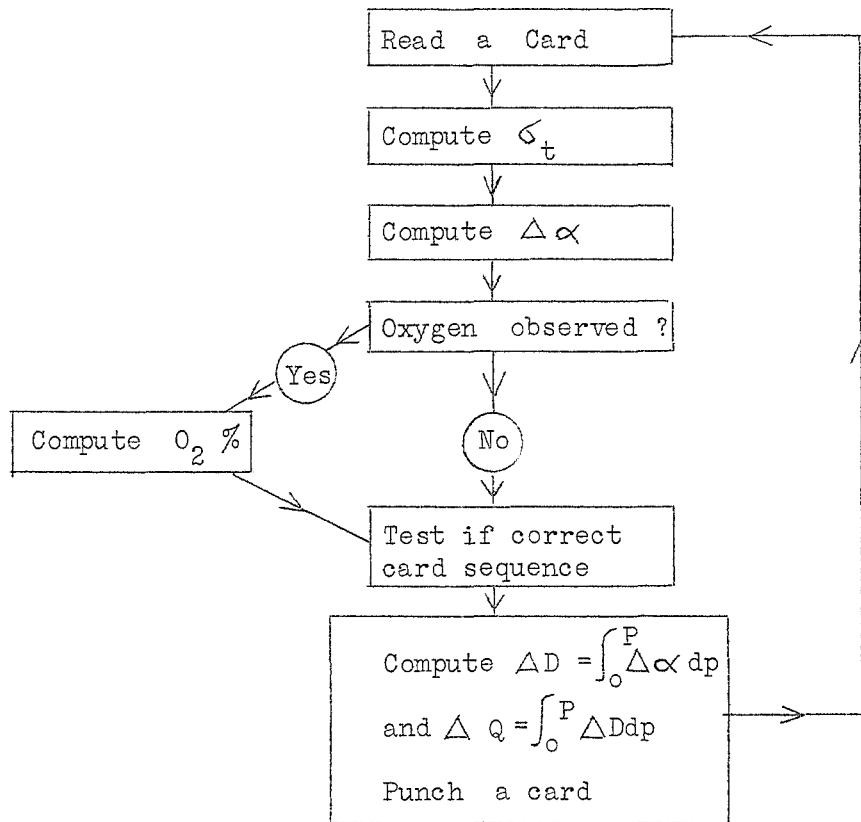 Read a Card
Compute σt
Compute Δα
Oxygen observed ?
Yes
No
Compute O2 %
Test if correct
card sequence
Compute ΔD = ∫₀ᴾ Δα dp
and Δ Q = ∫₀ᴾ ΔDdp
Punch a card